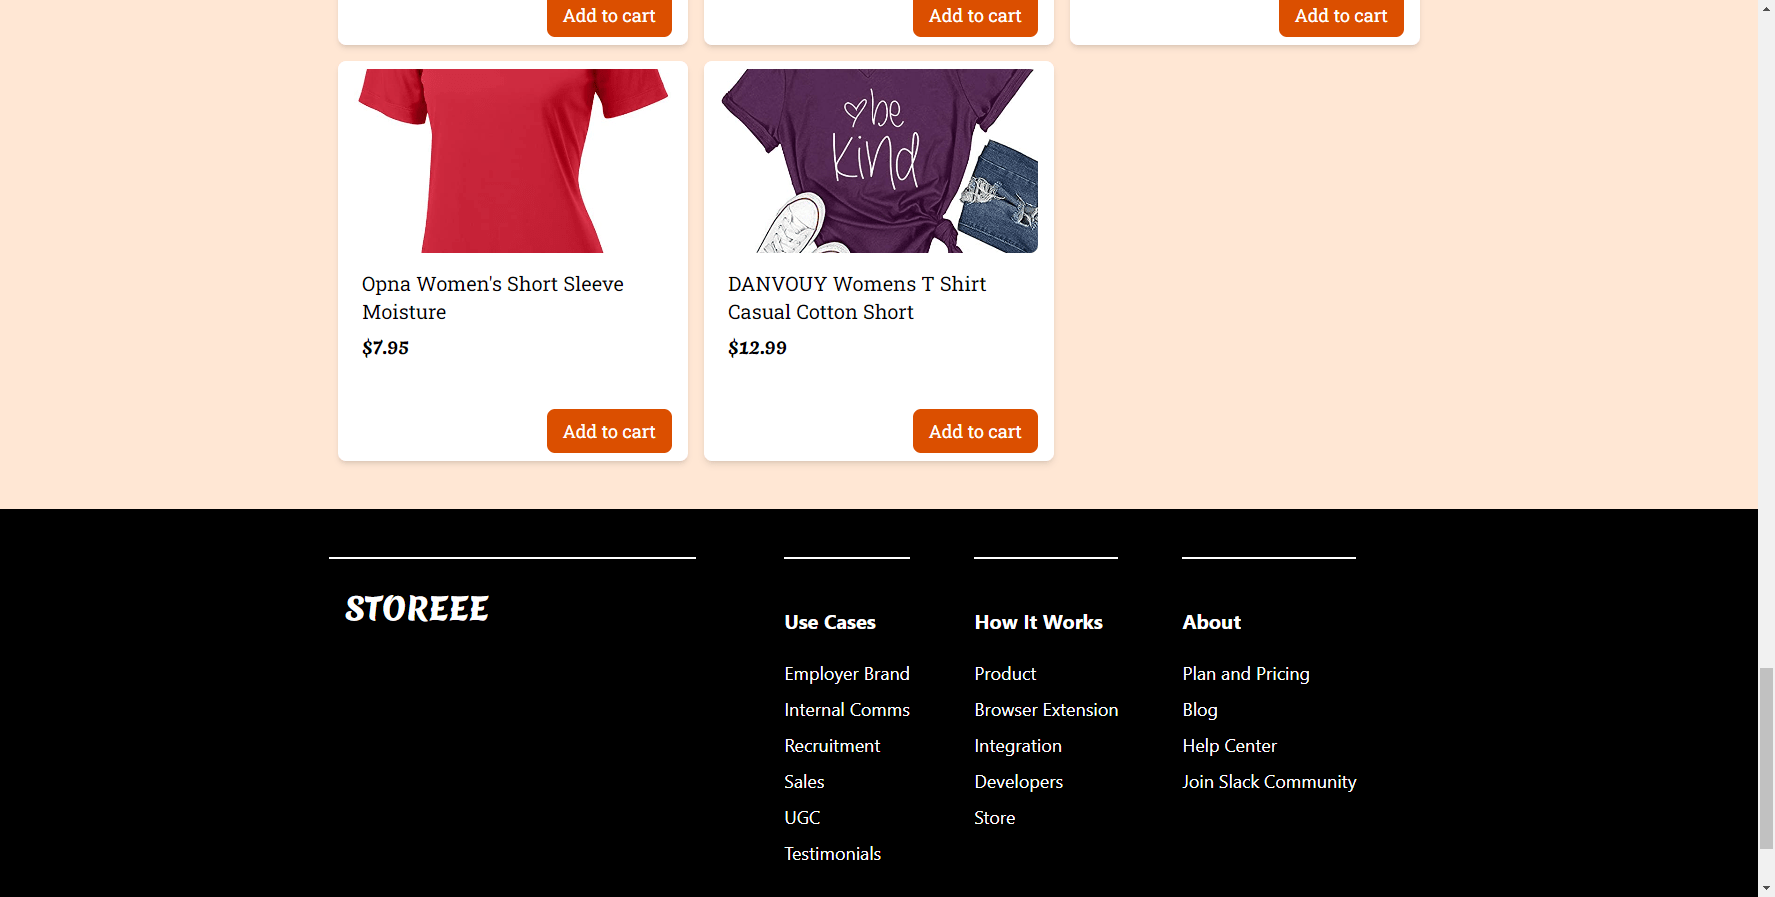 Add to cart
Add to cart
Add to cart
be
kind
Opna Women's Short Sleeve
Moisture
$7.95
Add to cart
DANVOUY Womens T Shirt
Casual Cotton Short
$12.99
Add to cart
STOREEE
Use Cases
Employer Brand
Internal Comms
Recruitment
Sales
UGC
Testimonials
How It Works
Product
Browser Extension
Integration
Developers
Store
About
Plan and Pricing
Blog
Help Center
Join Slack Community